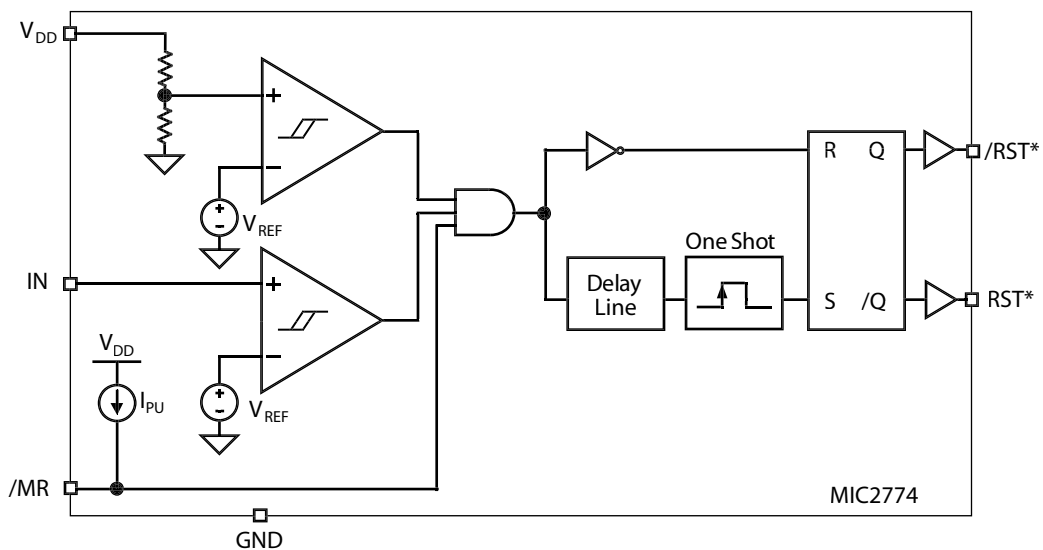 VDD
/RST*
R Q
VREF
One Shot
IN
Delay
Line
S /Q
RST*
VDD
IPU
VREF
/MR
MIC2774
GND